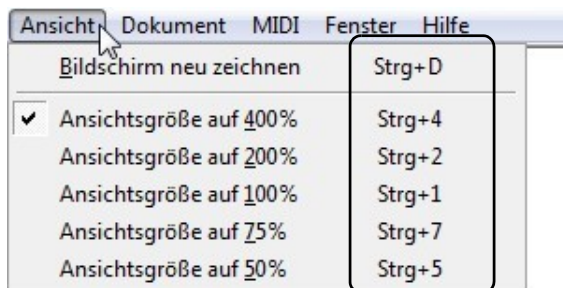 Ansicht Dokument MIDI Fenster Hilfe
Bildschirm neu zeichnen Strg+D
Ansichtsgröße auf 400% Strg+4
Ansichtsgröße auf 200% Strg+2
Ansichtsgröße auf 100% Strg+1
Ansichtsgröße auf 75% Strg+7
Ansichtsgröße auf 50% Strg+5